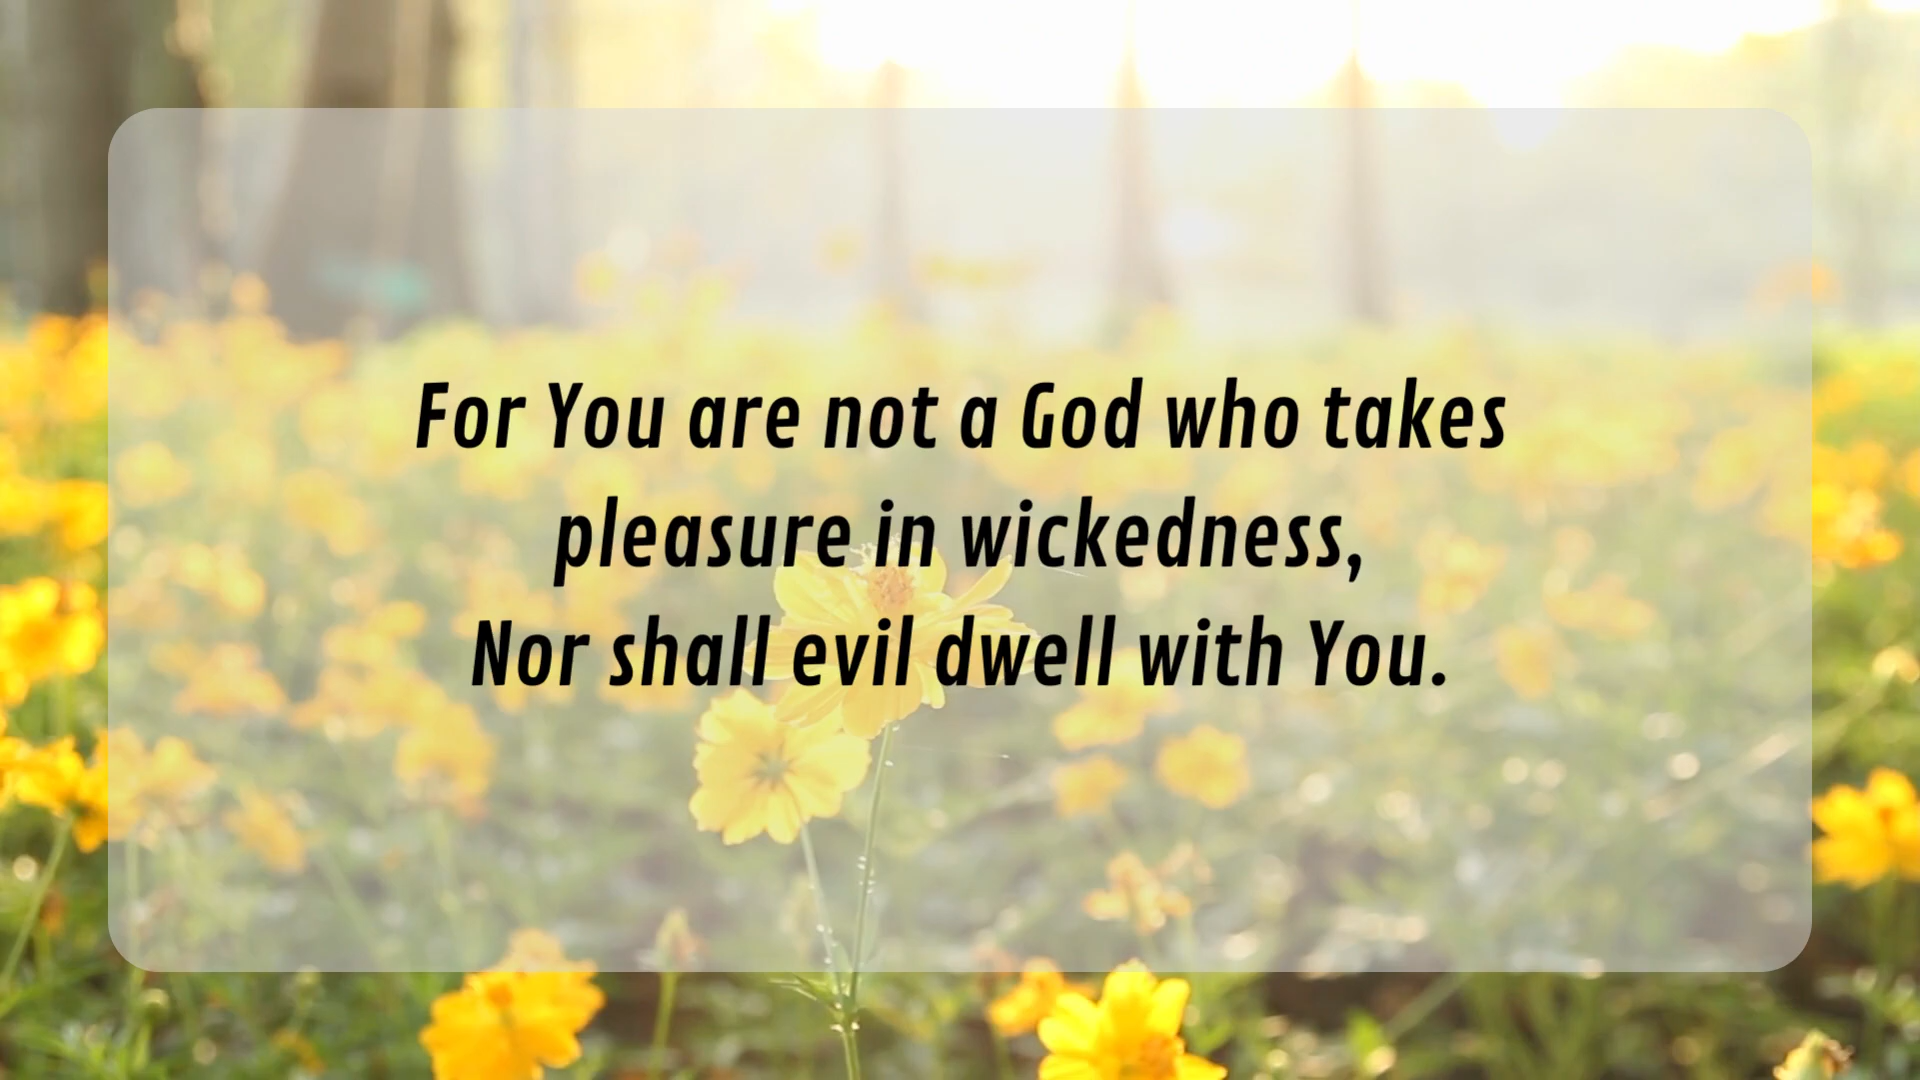 For You are not a God who takes
pleasure in wickedness,
Nor shall evil dwell with You.